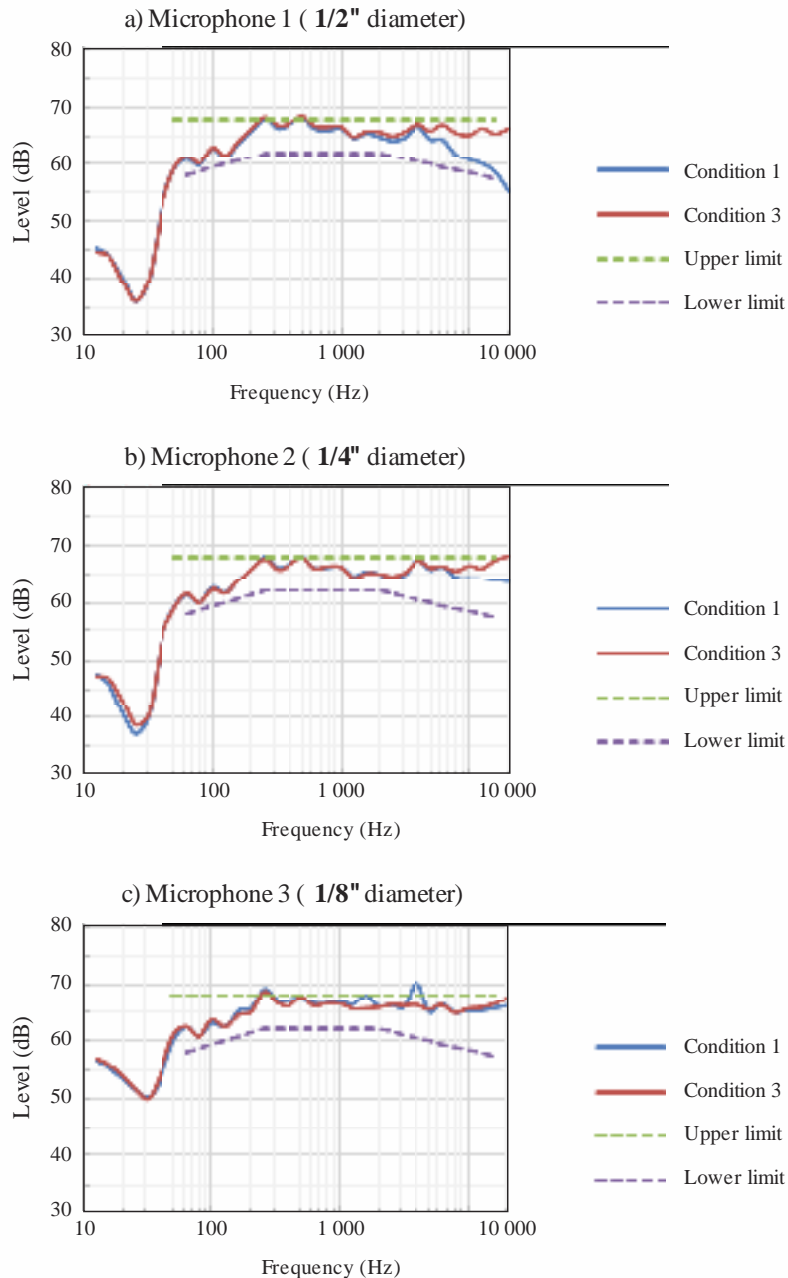 a) Microphone 1 ( 1/2" diameter)
80
70
60
50
40
30
Level (dB)
10 100 1 000 10 000
Frequency (Hz)
Condition 1
Condition 3
Upper limit
Lower limit
b) Microphone 2 ( 1/4" diameter)
80
70
60
50
40
30
Level (dB)
10 100 1 000 10 000
Frequency (Hz)
Condition 1
Condition 3
Upper limit
Lower limit
c) Microphone 3 ( 1/8" diameter)
80
70
60
50
40
30
Level (dB)
10 100 1 000 10 000
Frequency (Hz)
Condition 1
Condition 3
Upper limit
Lower limit